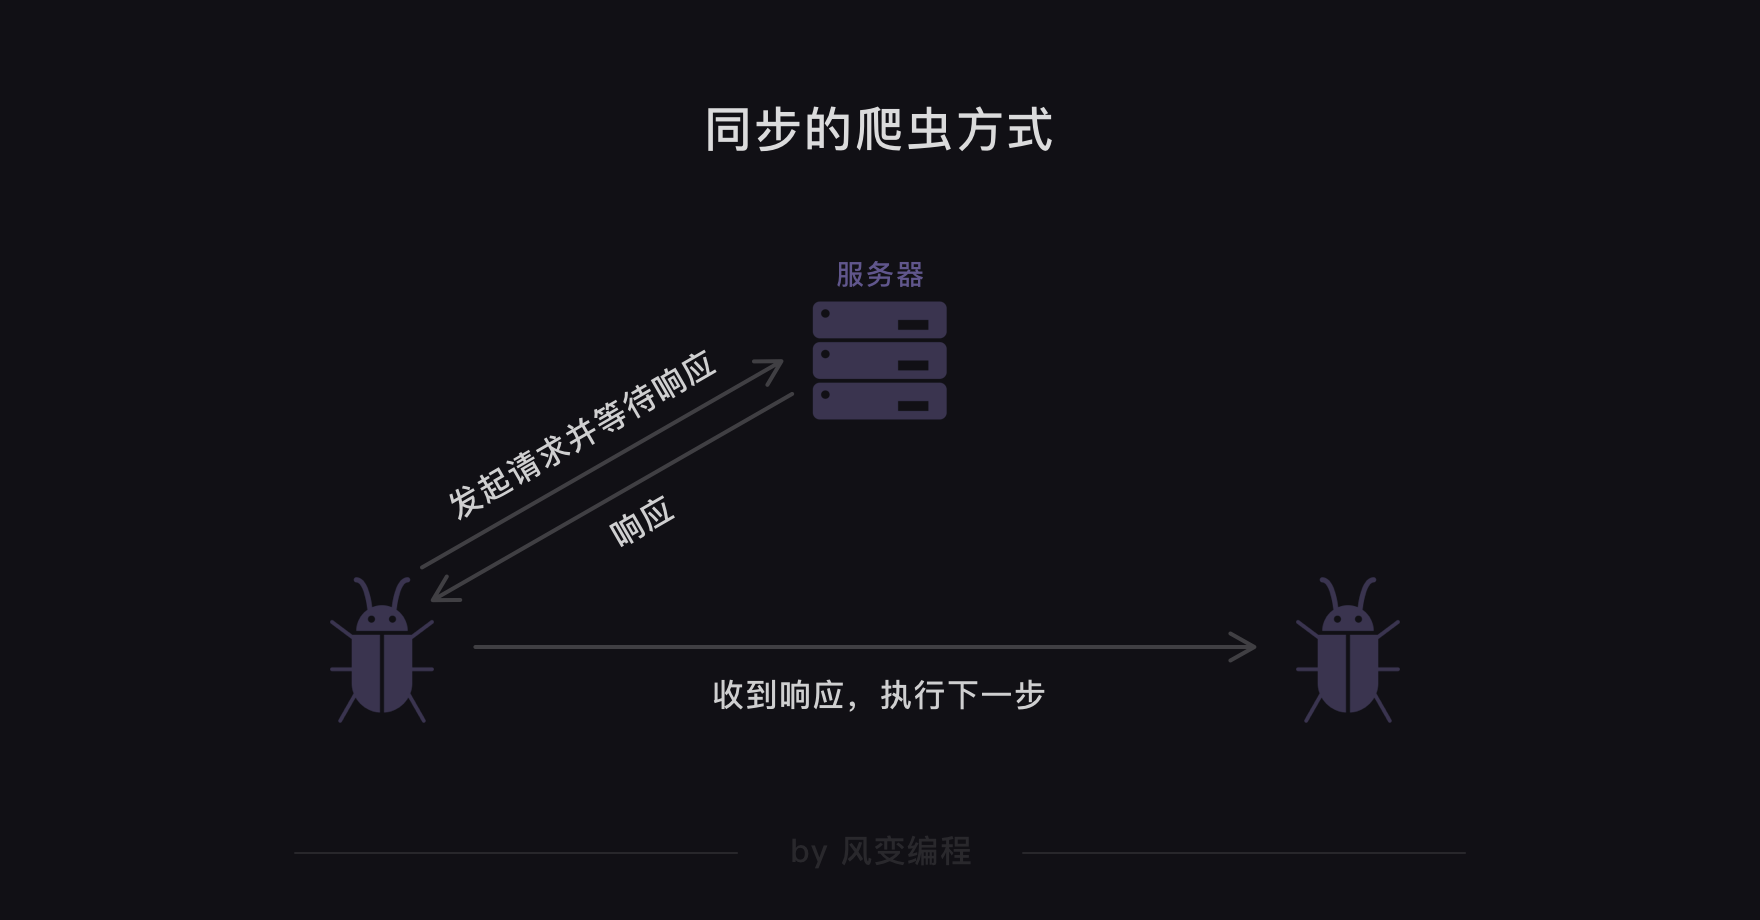 同步的爬虫方式
服务器
发起请求并等待响应
响应
收到响应，执行下一步
by 风变编程